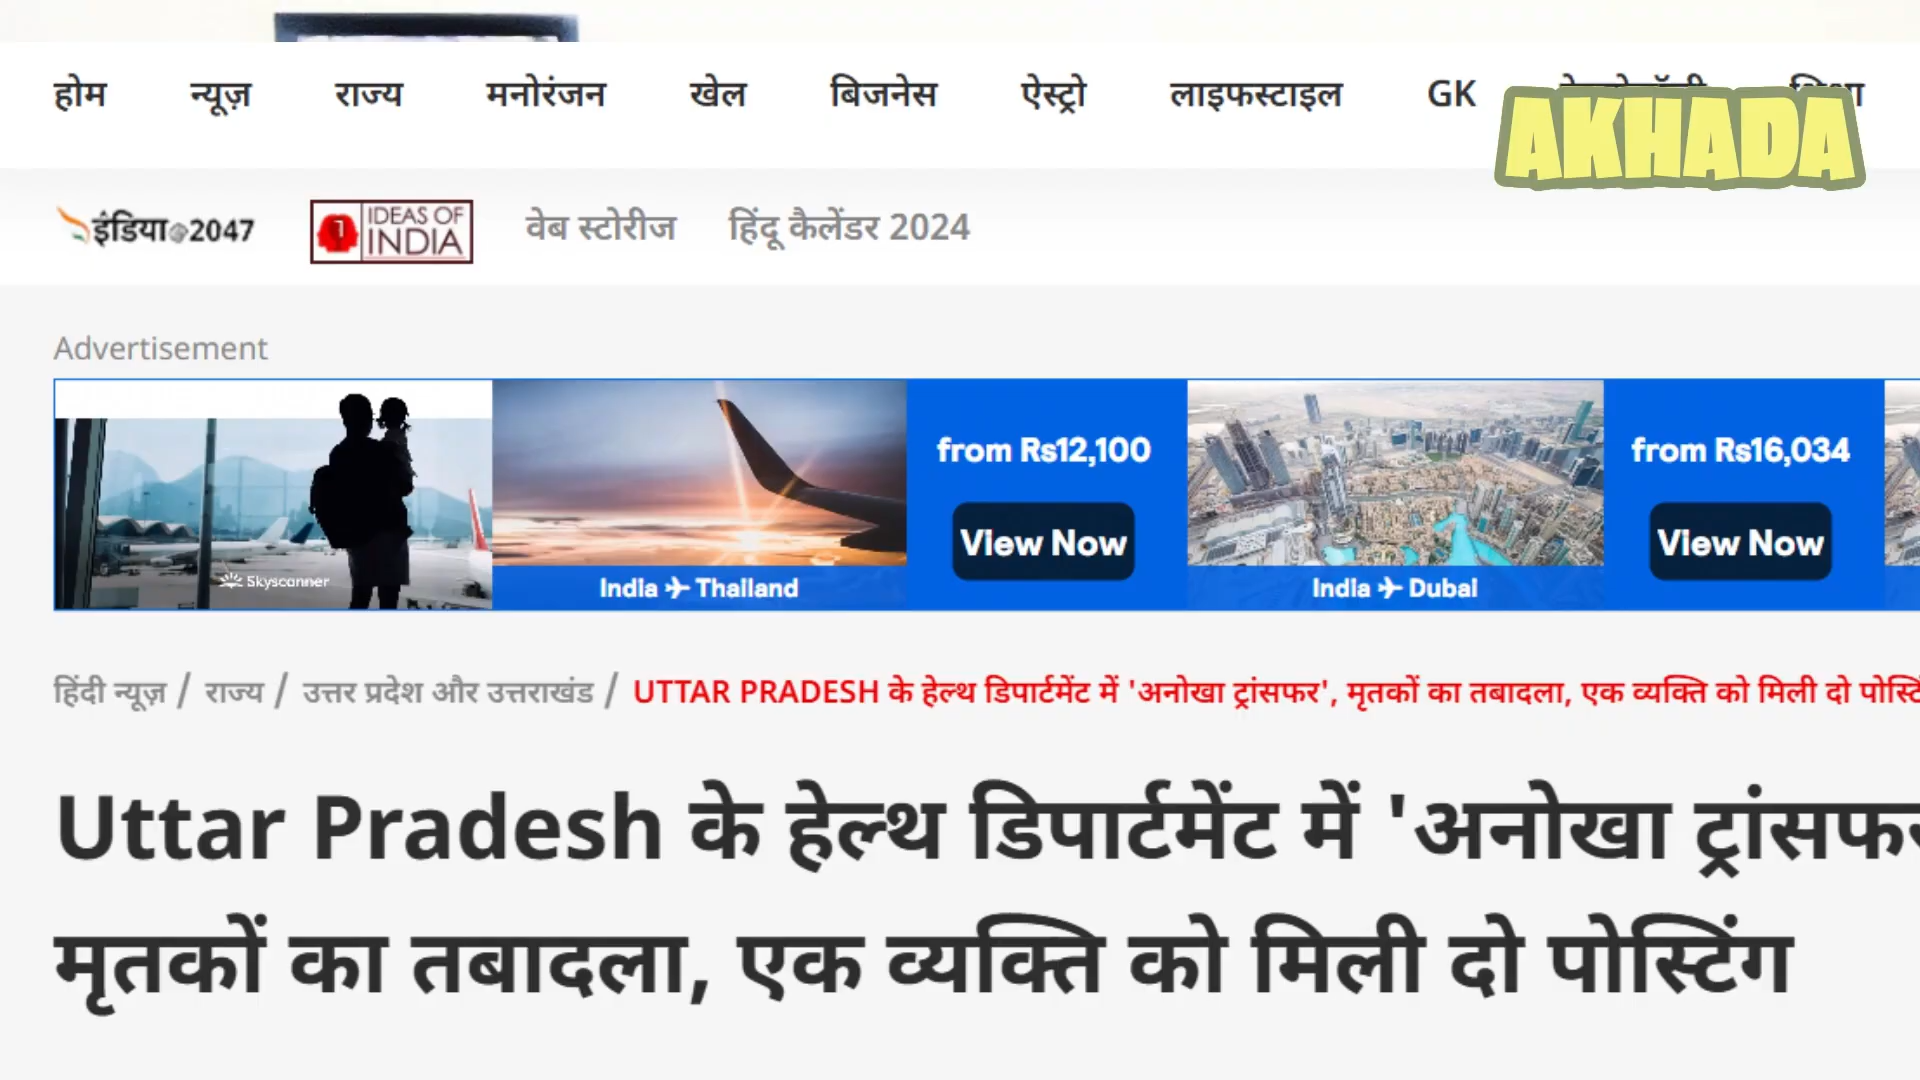 होम न्यूज़ राज्य मनोरंजन खेल बिजनेस ऐस्ट्रो लाइफस्टाइल GK
AKHADA
इंडिया@2047 IDEAS OF INDIA वेब स्टोरीज हिंदू कैलेंडर 2024
Advertisement
from Rs12,100 from Rs16,034
View Now View Now
Skyscanner India Thailand India Dubai
हिंदी न्यूज़ / राज्य / उत्तर प्रदेश और उत्तराखंड / UTTAR PRADESH के हेल्थ डिपार्टमेंट में 'अनोखा ट्रांसफर', मृतकों का तबादला, एक व्यक्ति को मिली दो
Uttar Pradesh के हेल्थ डिपार्टमेंट में 'अनोखा
मृतकों का तबादला, एक व्यक्ति को मिली दो पोस्टिंग